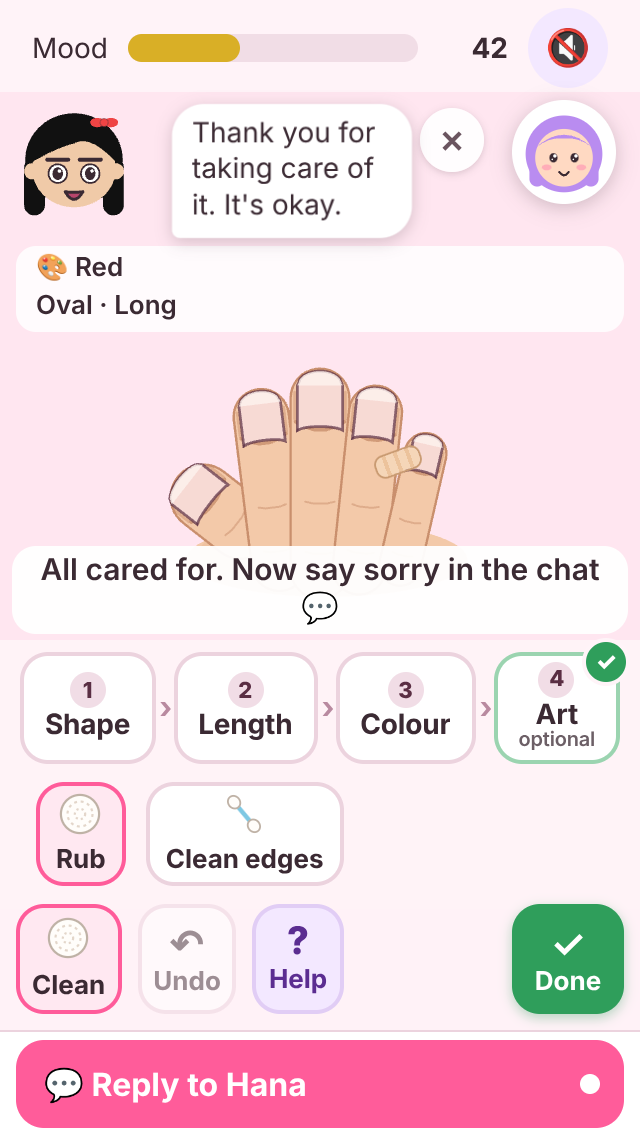 Mood
42
Thank you for
taking care of
it. It's okay.
Red
Oval · Long
All cared for. Now say sorry in the chat
1
Shape
2
Length
3
Colour
4
Art
optional
Rub
Clean edges
Clean
Undo
? 
Help
Done
Reply to Hana